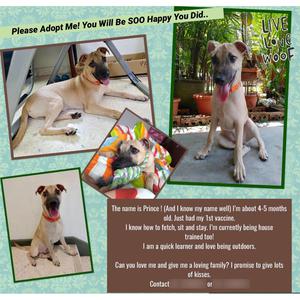 Please Adopt Me! You Will Be SOO Happy You Did..
LIVE
LOVE
WOOF
The name is Prince ! (And I know my name well) I'm about 4-5 months
old. Just had my 1st vaccine.
I know how to fetch, sit and stay. I'm currently being house
trained too!
I am a quick learner and love being outdoors.
Can you love me and give me a loving family? I promise to give lots
of kisses.
Contact or